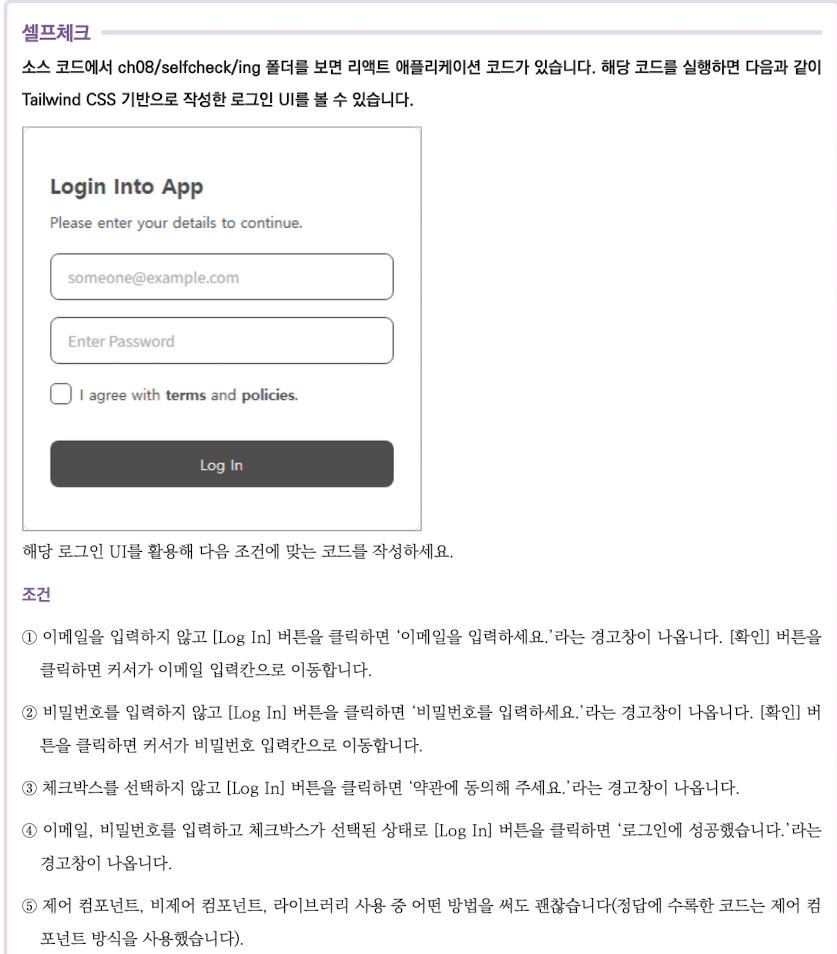 셀프체크
소스 코드에서 ch08/selfcheck/ing 폴더를 보면 리액트 애플리케이션 코드가 있습니다. 해당 코드를 실행하면 다음과 같이
Tailwind CSS 기반으로 작성한 로그인 UI를 볼 수 있습니다.
Login Into App
Please enter your details to continue.
someone@example.com
Enter Password
I agree with terms and policies.
Log In
해당 로그인 UI를 활용해 다음 조건에 맞는 코드를 작성하세요.
조건
① 이메일을 입력하지 않고 [Log In] 버튼을 클릭하면 ‘이메일을 입력하세요.’라는 경고창이 나옵니다. [확인] 버튼을
클릭하면 커서가 이메일 입력칸으로 이동합니다.
② 비밀번호를 입력하지 않고 [Log In] 버튼을 클릭하면 ‘비밀번호를 입력하세요.’라는 경고창이 나옵니다. [확인] 버
튼을 클릭하면 커서가 비밀번호 입력칸으로 이동합니다.
③ 체크박스를 선택하지 않고 [Log In] 버튼을 클릭하면 ‘약관에 동의해 주세요.’라는 경고창이 나옵니다.
④ 이메일, 비밀번호를 입력하고 체크박스가 선택된 상태로 [Log In] 버튼을 클릭하면 ‘로그인에 성공했습니다.’라는
경고창이 나옵니다.
⑤ 제어 컴포넌트, 비제어 컴포넌트, 라이브러리 사용 중 어떤 방법을 써도 괜찮습니다(정답에 수록한 코드는 제어 컴
포넌트 방식을 사용했습니다).